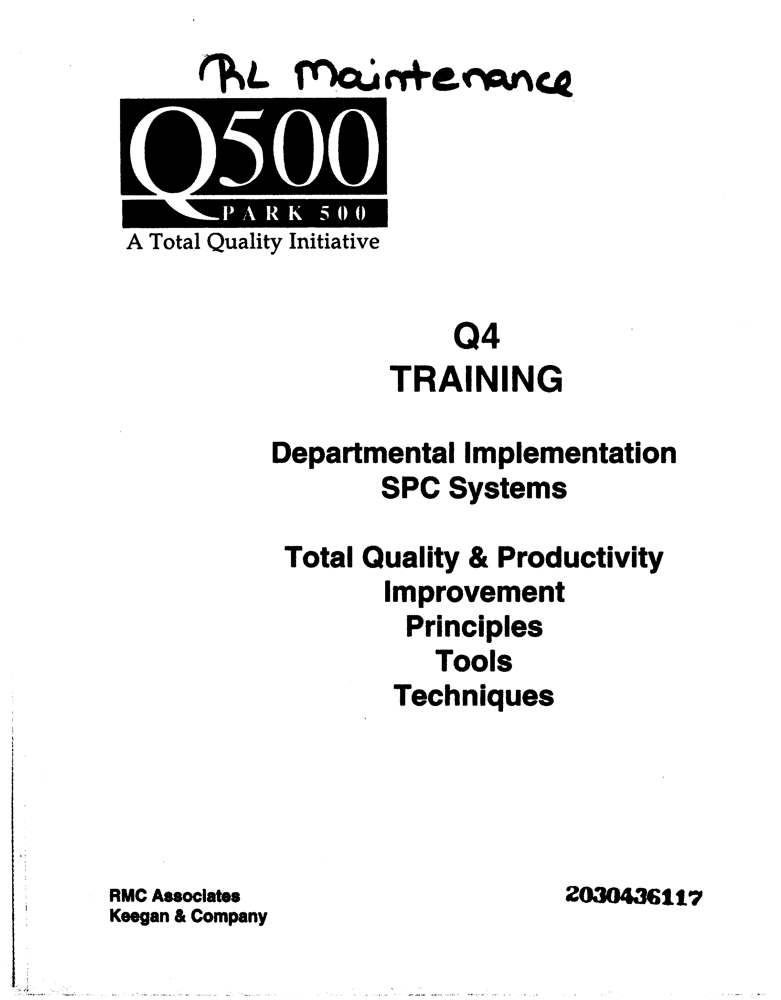 RL Maintenance
Q500
PARK 500
A Total Quality Initiative
Q4
TRAINING
Departmental Implementation
SPC Systems
Total Quality & Productivity
Improvement
Principles
Tools
Techniques
RMC Associates
Keegan & Company
2030436117